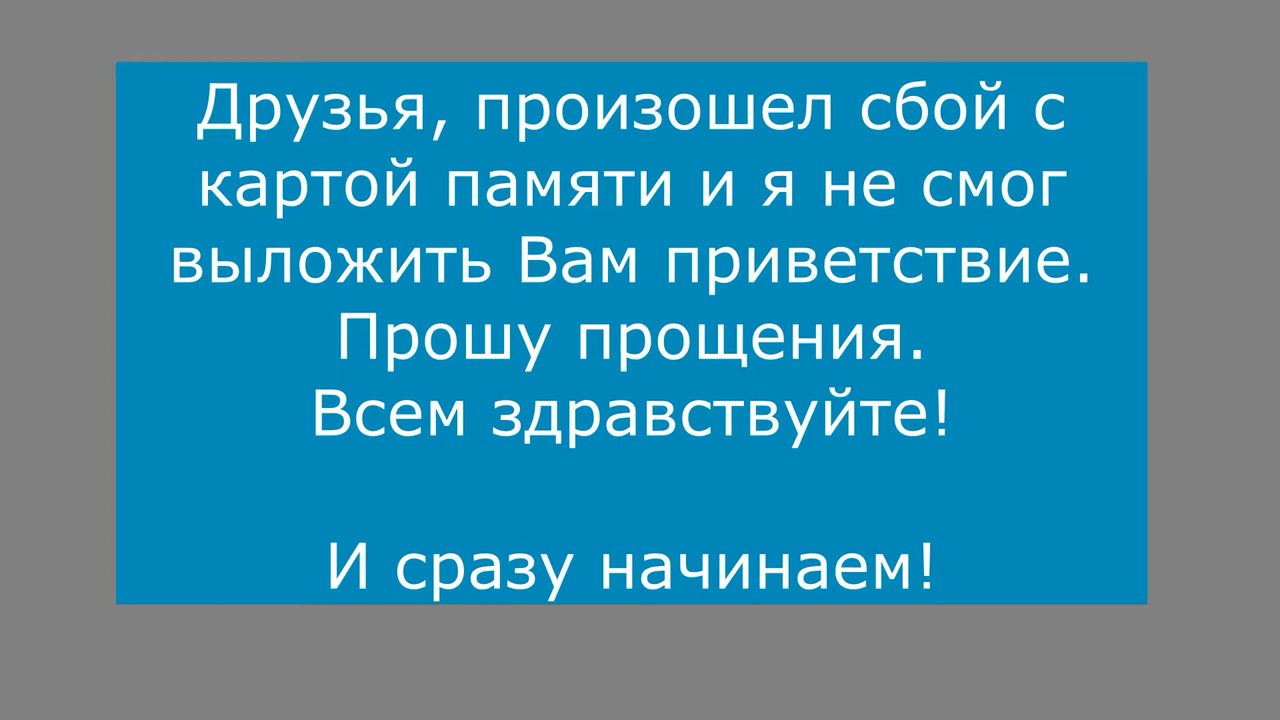 Друзья, произошел сбой с
картой памяти и я не смог
выложить Вам приветствие.
Прошу прощения.
Всем здравствуйте!
И сразу начинаем!